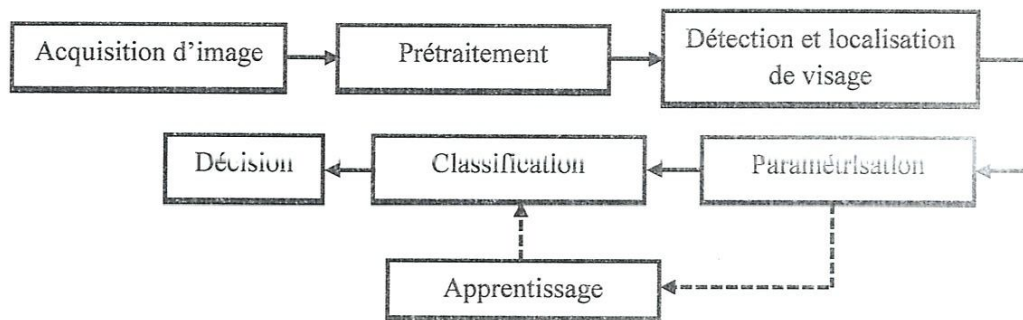 Acquisition d'image
Prétraitement
Détection et localisation
de visage
Décision
Classification
Paramétrisation
Apprentissage